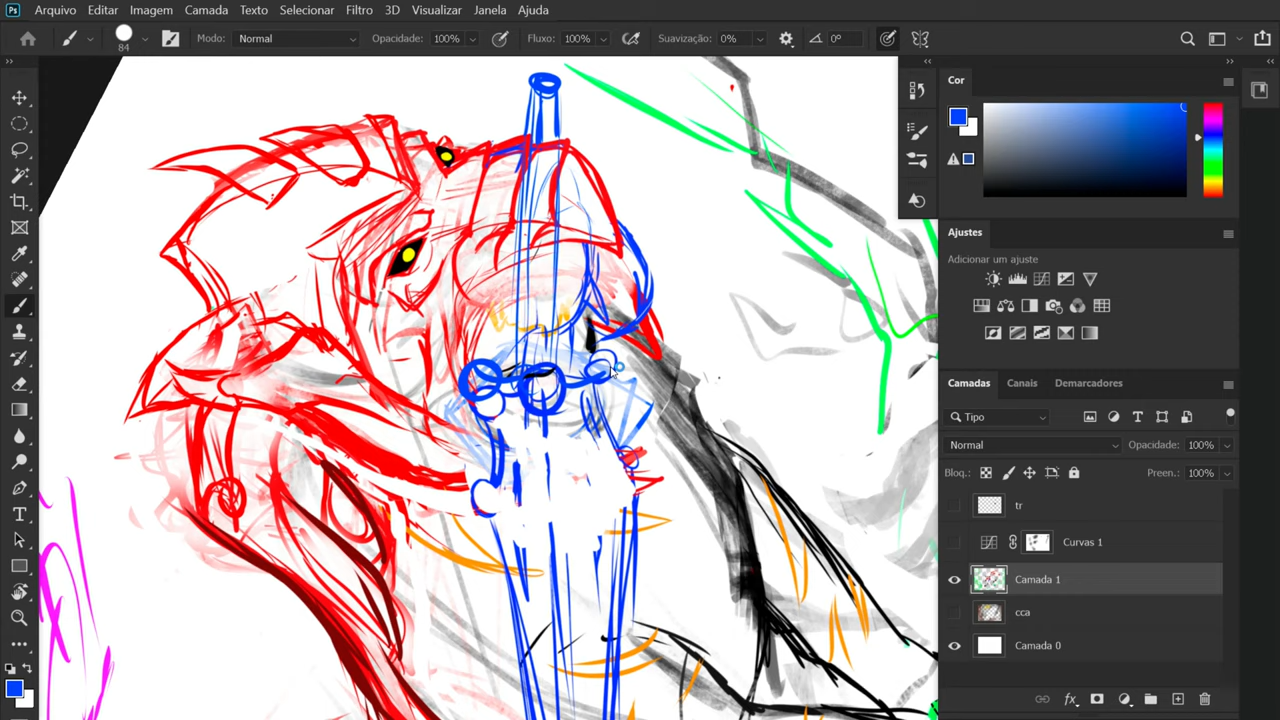 Ps Arquivo Editar Imagem Camada Texto Selecionar Filtro 3D Visualizar Janela Ajuda
84 Modo: Normal Opacidade: 100% Fluxo: 100% Suavização: 0% 0°
Cor
Ajustes
Adicionar um ajuste
Camadas Canais Demarcadores
Tipo
Normal Opacidade: 100%
Bloq.: Preen.: 100%
tr
Curvas 1
Camada 1
cca
Camada 0